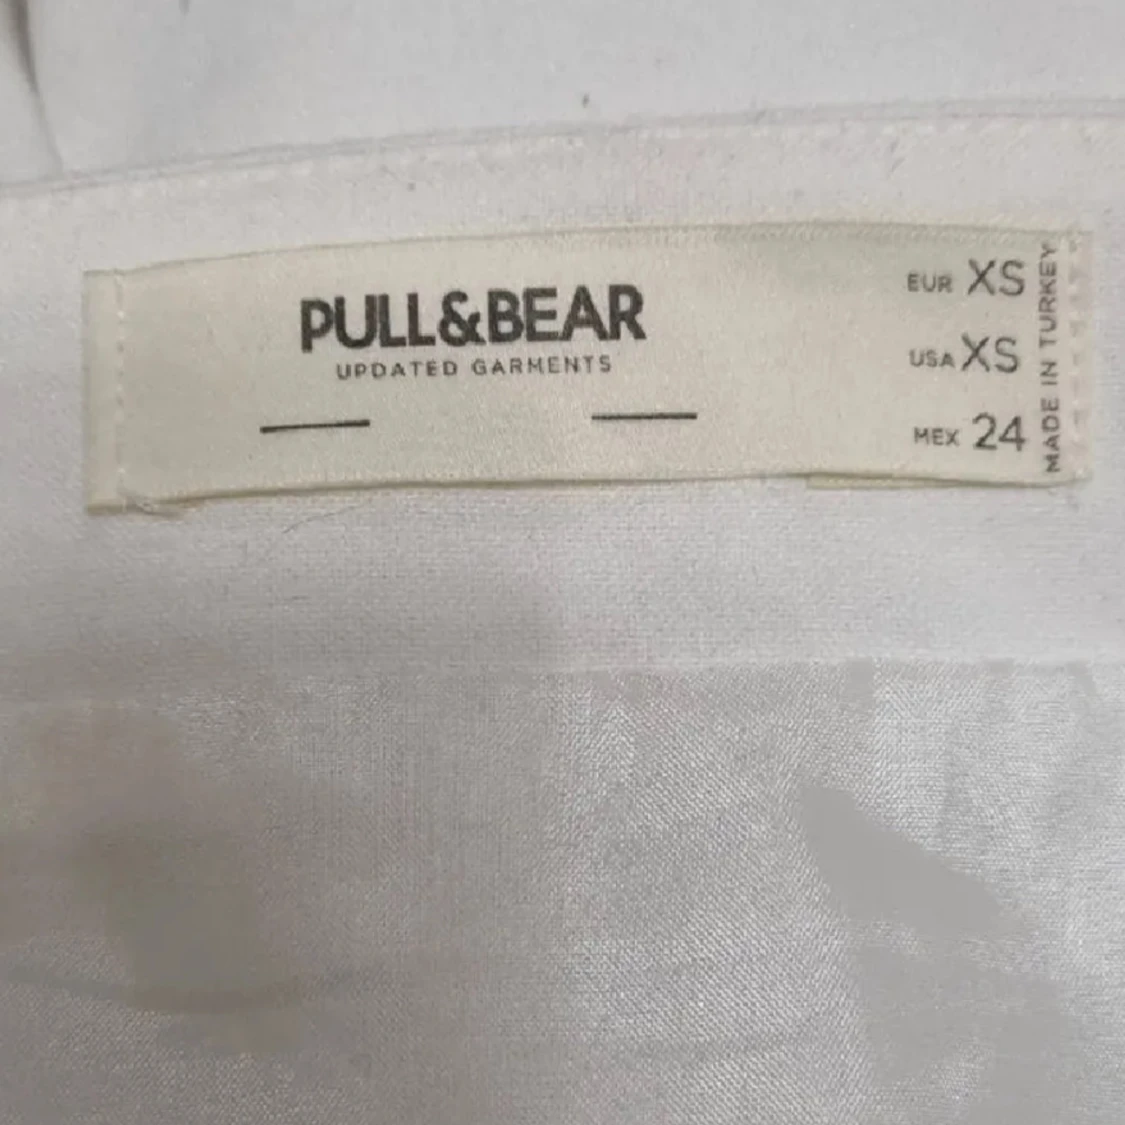 PULL&BEAR
UPDATED GARMENTS
EUR XS
USA XS
MEX 24
MADE IN TURKEY